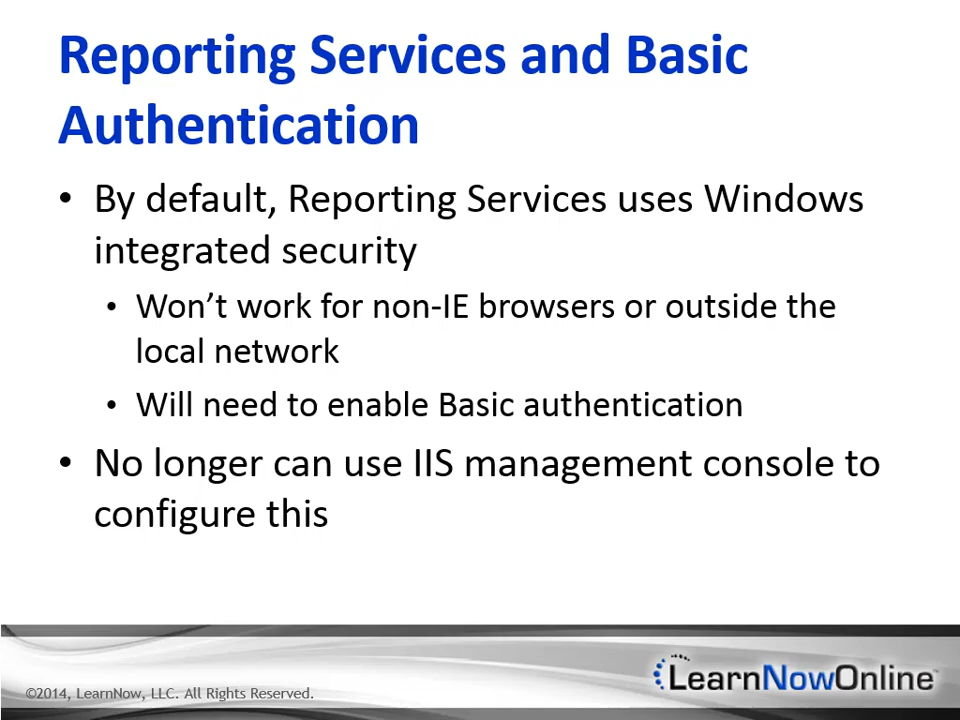 Reporting Services and Basic
Authentication
• By default, Reporting Services uses Windows
integrated security
• Won’t work for non-IE browsers or outside the
local network
• Will need to enable Basic authentication
• No longer can use IIS management console to
configure this
©2014, LearnNow, LLC. All Rights Reserved.
LearnNowOnline™